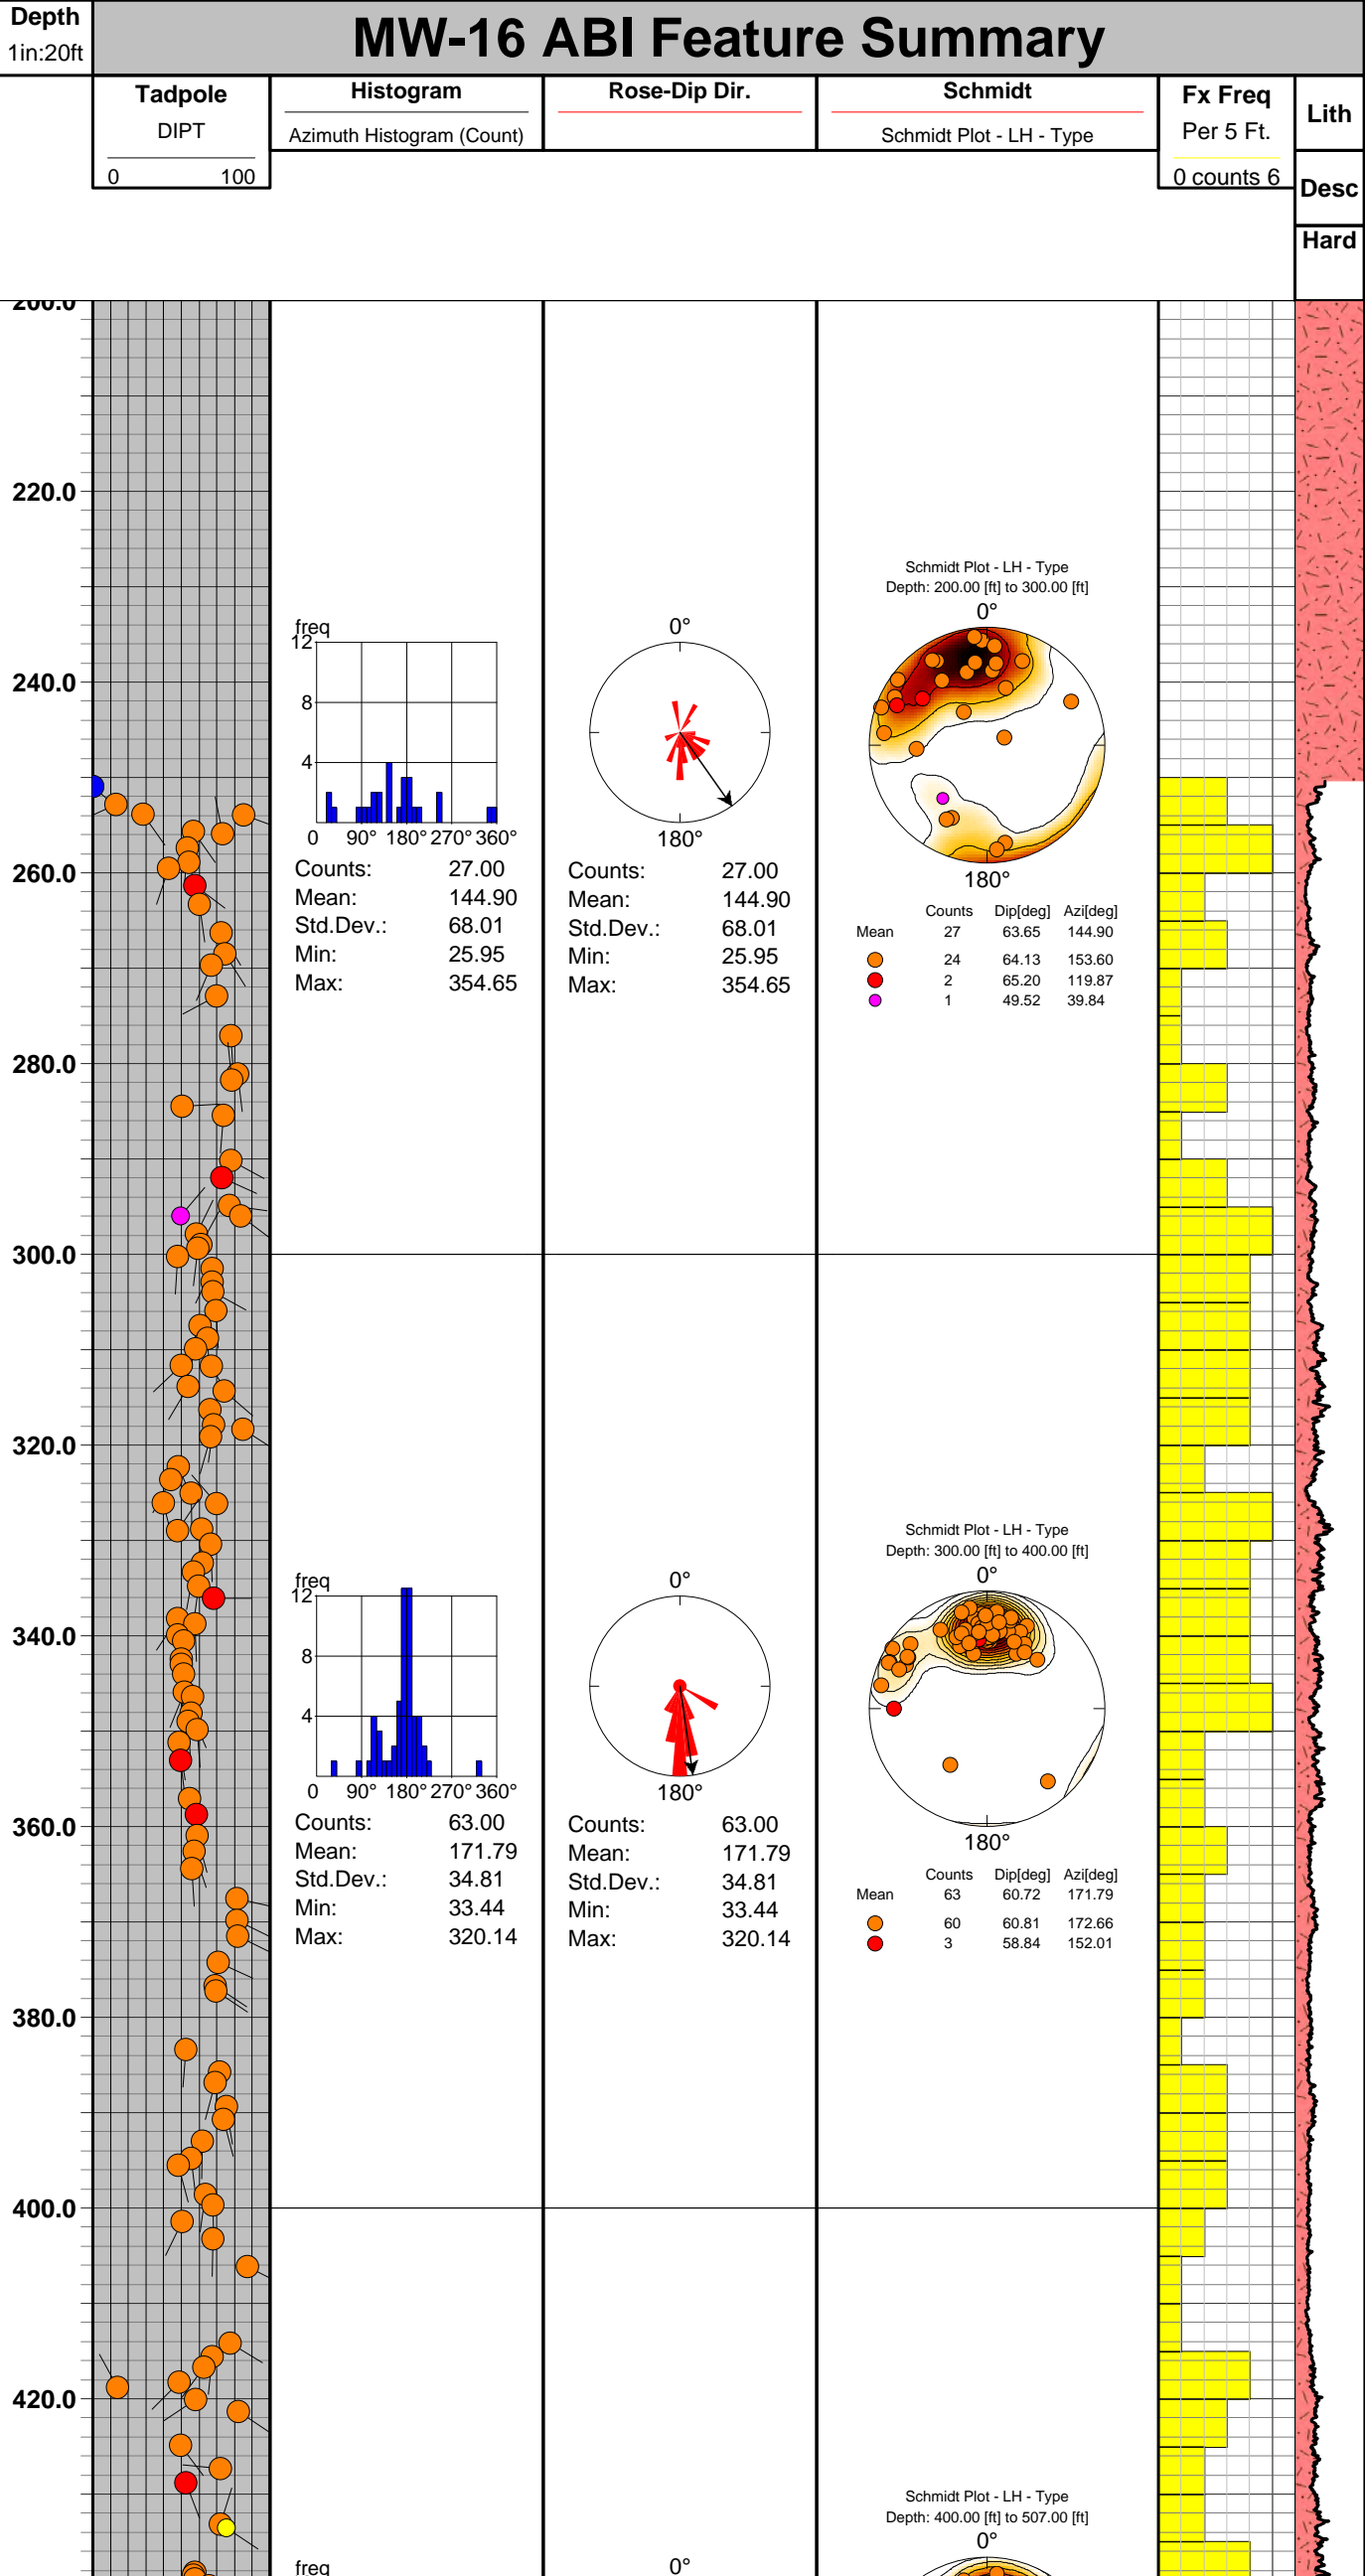 Depth
1in:20ft
MW-16 ABI Feature Summary
Tadpole
DIPT
0 100
Histogram
Azimuth Histogram (Count)
Rose-Dip Dir.
Schmidt
Schmidt Plot - LH - Type
Fx Freq
Per 5 Ft.
0 counts 6
Lith
Desc
Hard
200.0
220.0
240.0
260.0
280.0
300.0
320.0
340.0
360.0
380.0
400.0
420.0
freq
12
8
4
0 90° 180° 270° 360°
Counts: 27.00
Mean: 144.90
Std.Dev.: 68.01
Min: 25.95
Max: 354.65
0°
180°
Counts: 27.00
Mean: 144.90
Std.Dev.: 68.01
Min: 25.95
Max: 354.65
Schmidt Plot - LH - Type
Depth: 200.00 [ft] to 300.00 [ft]
0°
180°
Counts Dip[deg] Azi[deg]
Mean 27 63.65 144.90
24 64.13 153.60
2 65.20 119.87
1 49.52 39.84
freq
12
8
4
0 90° 180° 270° 360°
Counts: 63.00
Mean: 171.79
Std.Dev.: 34.81
Min: 33.44
Max: 320.14
0°
180°
Counts: 63.00
Mean: 171.79
Std.Dev.: 34.81
Min: 33.44
Max: 320.14
Schmidt Plot - LH - Type
Depth: 300.00 [ft] to 400.00 [ft]
0°
180°
Counts Dip[deg] Azi[deg]
Mean 63 60.72 171.79
60 60.81 172.66
3 58.84 152.01
freq
0°
Schmidt Plot - LH - Type
Depth: 400.00 [ft] to 507.00 [ft]
0°